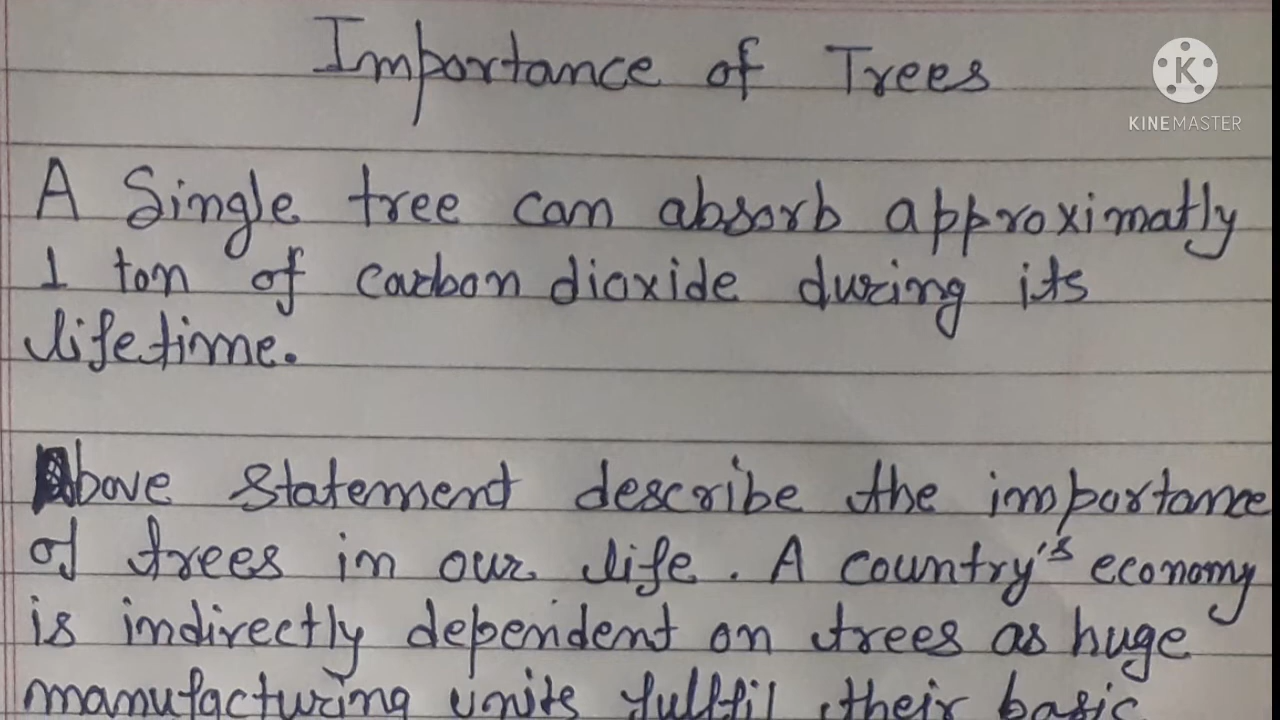 Importance of Trees
K
KINEMASTER
A Single tree can absorb approximatly
1 ton of carbon dioxide during its
lifetime.
Above statement describe the importance
of trees in our life. A country's economy
is indirectly dependent on trees as huge
manufacturing units fulffil their basic